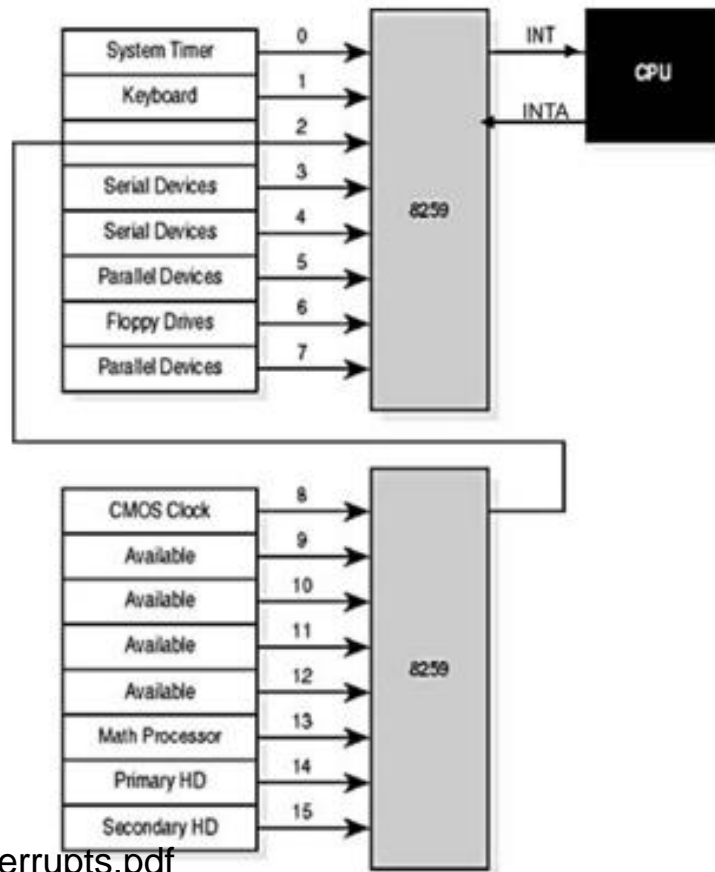 System Timer
0
Keyboard
1
2
Serial Devices
3
Serial Devices
4
Parallel Devices
5
Floppy Drives
6
Parallel Devices
7
8259
INT
INTA
CPU
CMOS Clock
8
Available
9
Available
10
Available
11
Available
12
Math Processor
13
Primary HD
14
Secondary HD
15
8259
errupts.pdf